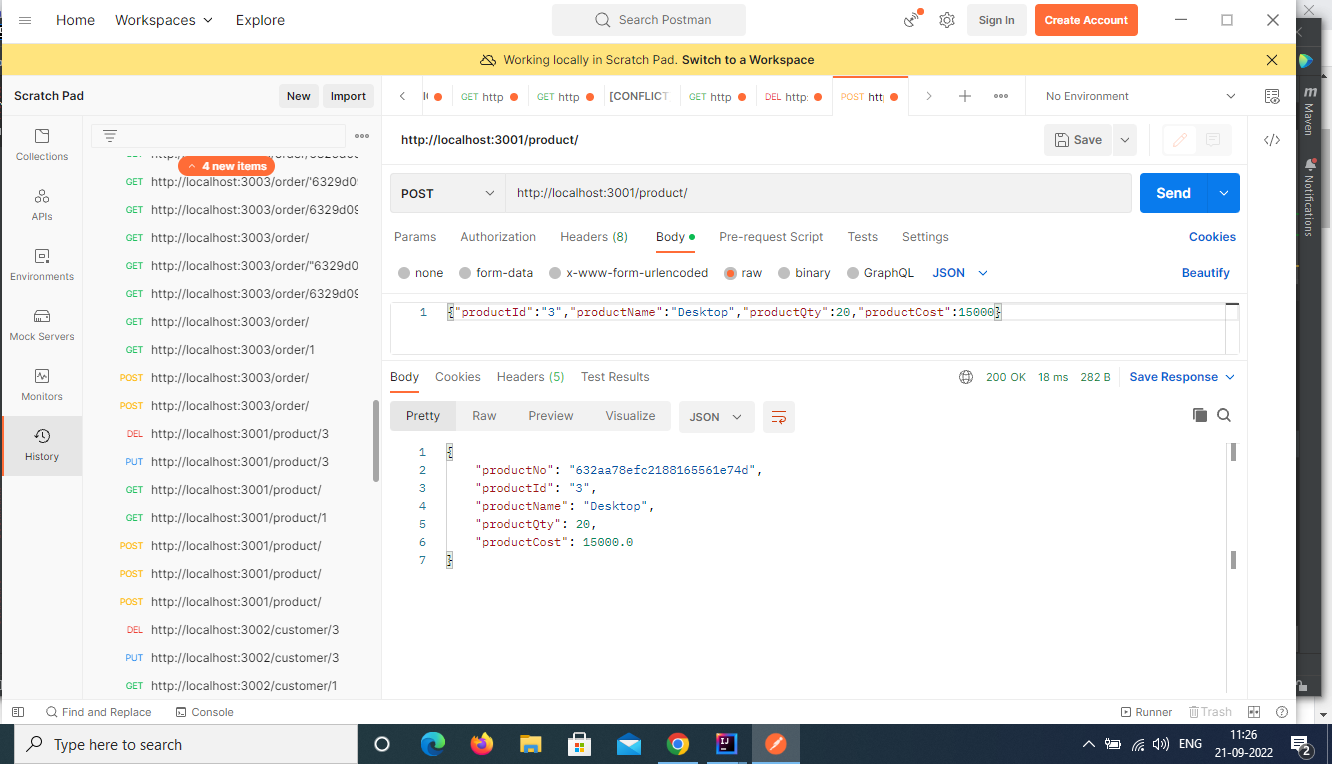 Home Workspaces Explore Search Postman Sign In Create Account
Working locally in Scratch Pad. Switch to a Workspace
Scratch Pad New Import GET http GET http [CONFLICT GET http DEL http: POST htt No Environment
Collections
APIs
Environments
Mock Servers
Monitors
History
4 new items
GET http://localhost:3003/order/"6329d0
GET http://localhost:3003/order/6329d09
GET http://localhost:3003/order/
GET http://localhost:3003/order/"6329d0
GET http://localhost:3003/order/6329d09
GET http://localhost:3003/order/
GET http://localhost:3003/order/1
POST http://localhost:3003/order/
POST http://localhost:3003/order/
DEL http://localhost:3001/product/3
PUT http://localhost:3001/product/3
GET http://localhost:3001/product/
GET http://localhost:3001/product/1
POST http://localhost:3001/product/
POST http://localhost:3001/product/
POST http://localhost:3001/product/
DEL http://localhost:3002/customer/3
PUT http://localhost:3002/customer/3
GET http://localhost:3002/customer/1
http://localhost:3001/product/ Save
POST http://localhost:3001/product/ Send
Params Authorization Headers (8) Body Pre-request Script Tests Settings Cookies
none form-data x-www-form-urlencoded raw binary GraphQL JSON Beautify
1 {"productId":"3","productName":"Desktop","productQty":20,"productCost":15000}
Body Cookies Headers (5) Test Results 200 OK 18 ms 282 B Save Response
Pretty Raw Preview Visualize JSON
1 {
2 "productNo": "632aa78efc2188165561e74d",
3 "productId": "3",
4 "productName": "Desktop",
5 "productQty": 20,
6 "productCost": 15000.0
7 }
m Maven
Notifications
Find and Replace Console Runner Trash
Type here to search ENG 11:26
21-09-2022 2